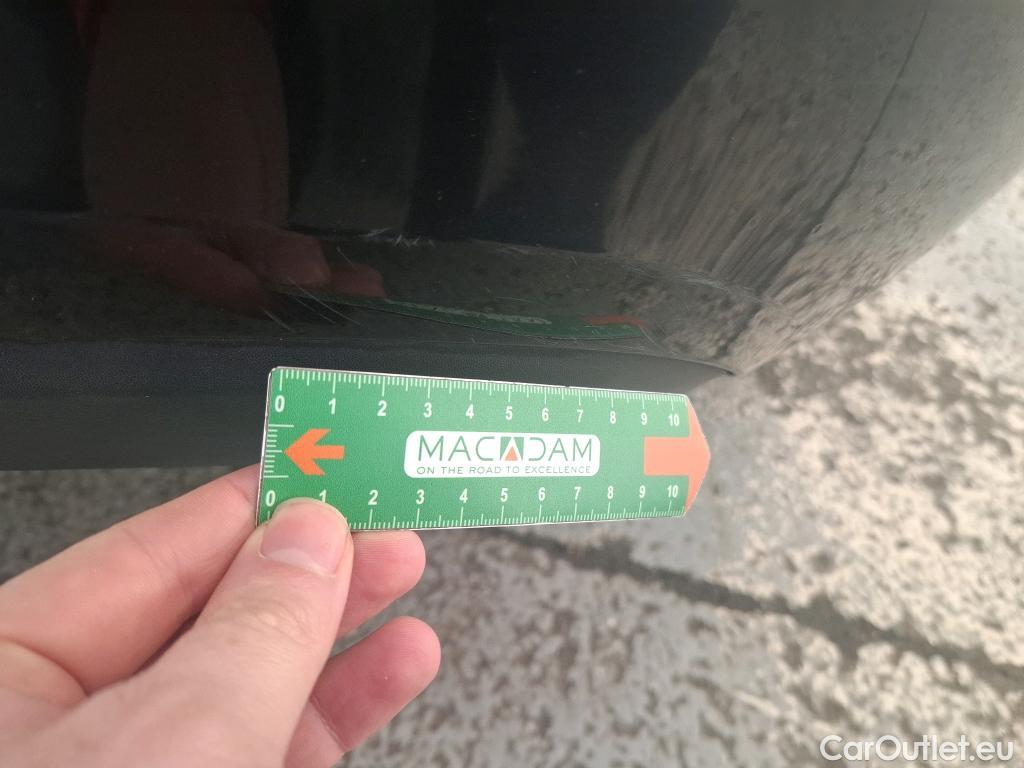 0 1 2 3 4 5 6 7 8 9 10
MACADAM
ON THE ROAD TO EXCELLENCE
0 1 2 3 4 5 6 7 8 9 10
CarOutlet.eu